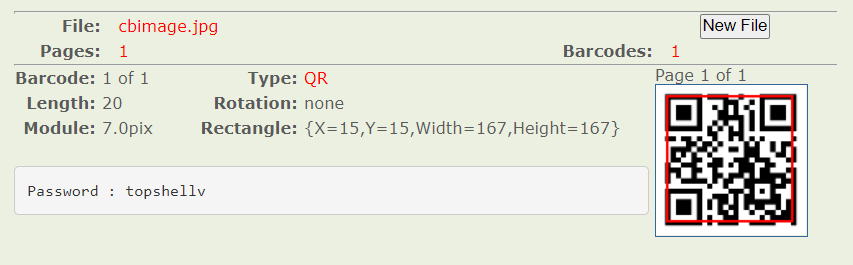 File: cbimage.jpg New File
Pages: 1 Barcodes: 1
Barcode: 1 of 1 Type: QR Page 1 of 1
Length: 20 Rotation: none
Module: 7.0pix Rectangle: {X=15,Y=15,Width=167,Height=167}
Password : topshellv